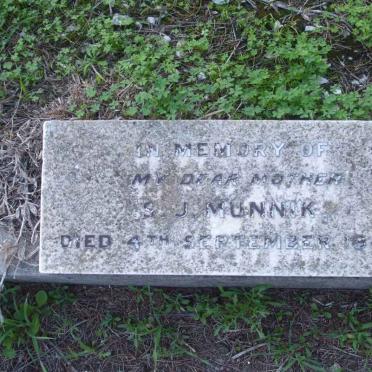 IN MEMORY OF
MY DEAR MOTHER
S. J. MUNNIK
DIED 4TH SEPTEMBER